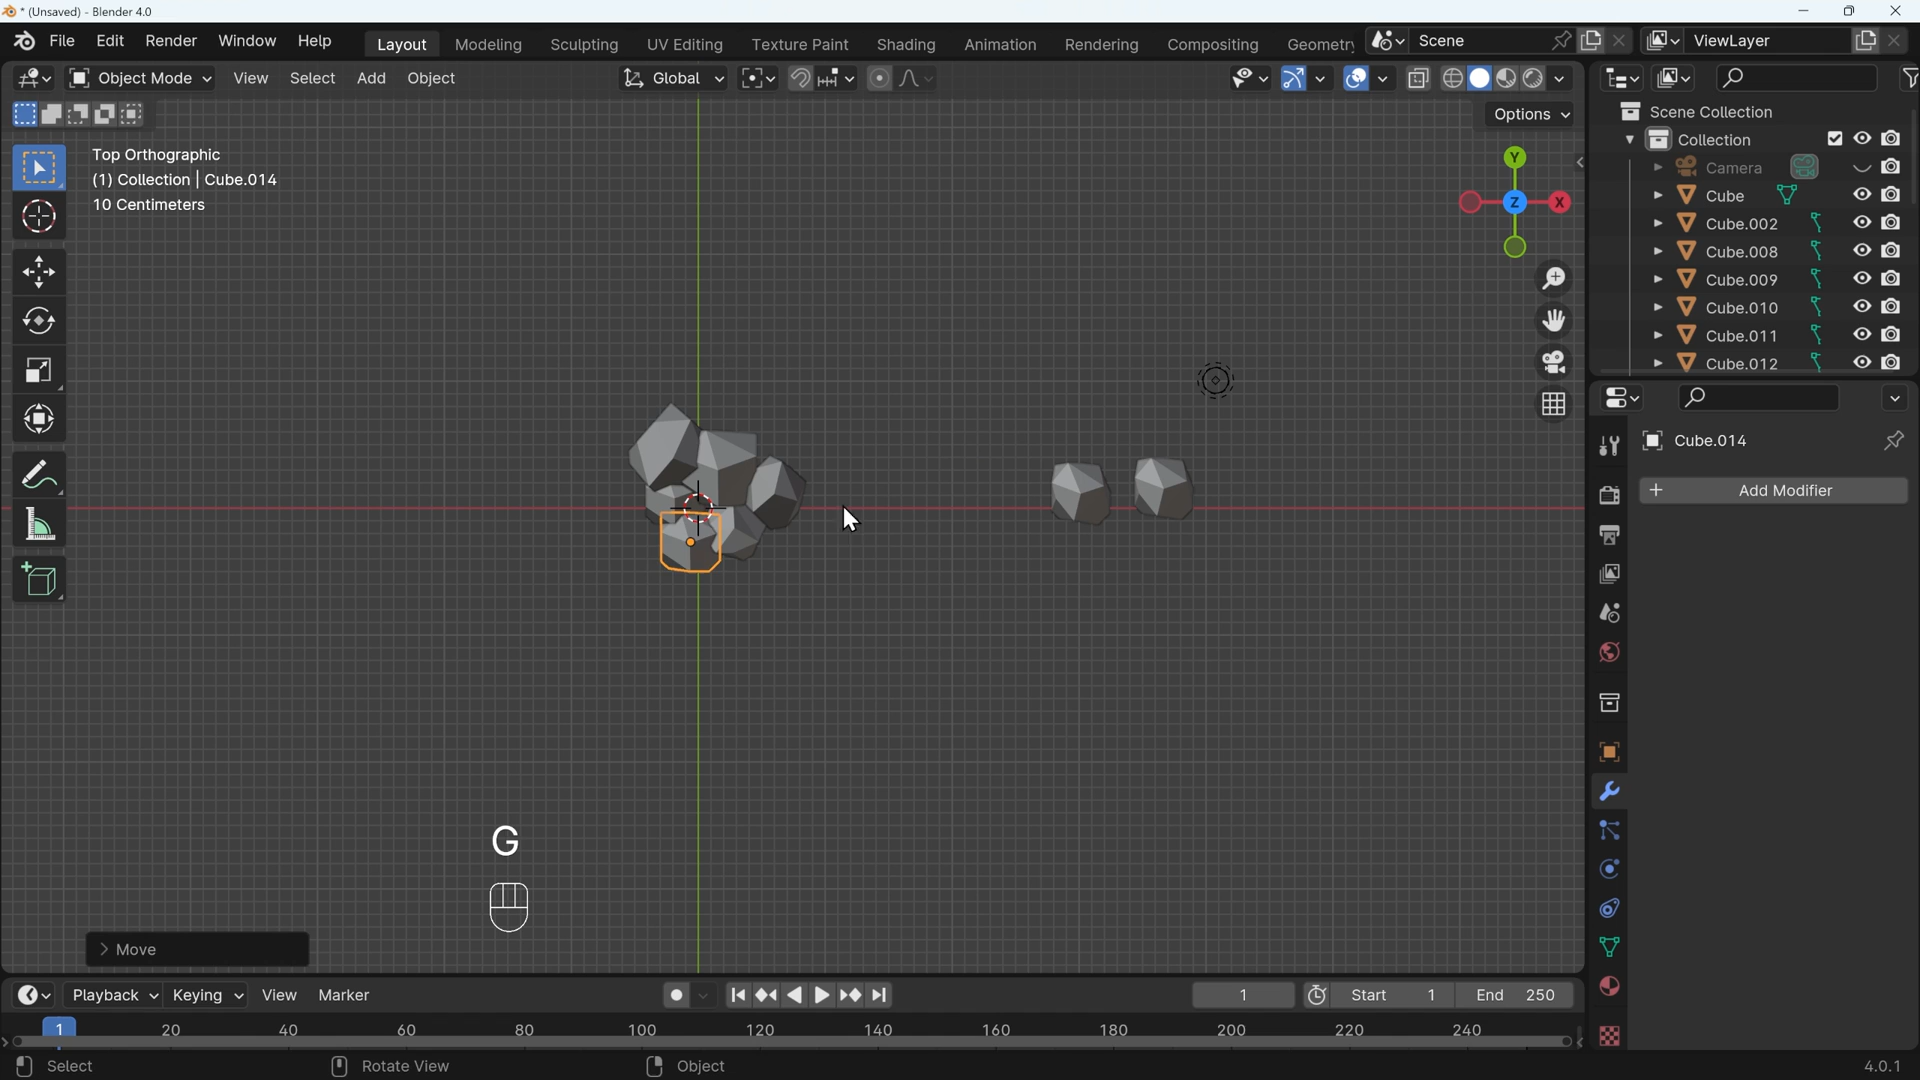 * (Unsaved) - Blender 4.0
File Edit Render Window Help Layout Modeling Sculpting UV Editing Texture Paint Shading Animation Rendering Compositing Geometry Scene ViewLayer
Object Mode View Select Add Object Global
Options
Top Orthographic
(1) Collection | Cube.014
10 Centimeters
Y
Z
X
Scene Collection
Collection
Camera
Cube
Cube.002
Cube.008
Cube.009
Cube.010
Cube.011
Cube.012
Cube.014
+ Add Modifier
G
> Move
Playback Keying View Marker 1 Start 1 End 250
1 20 40 60 80 100 120 140 160 180 200 220 240
Select Rotate View Object 4.0.1